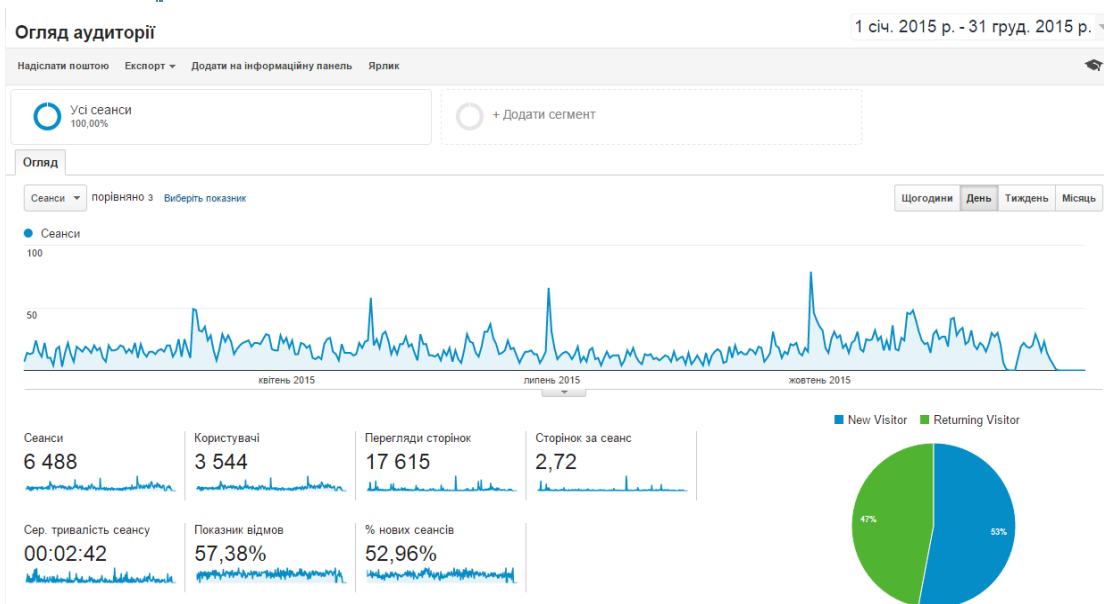 Огляд аудиторії
1 січ. 2015 р. - 31 груд. 2015 р.
Надіслати поштою Експорт Додати на інформаційну панель Ярлик
Усі сеанси
100,00%
+ Додати сегмент
Огляд
Сеанси порівняно з Виберіть показник
Щогодини День Тиждень Місяць
Сеанси
100
50
квітень 2015 липень 2015 жовтень 2015
New Visitor Returning Visitor
Сеанси Користувачі Перегляди сторінок Сторінок за сеанс
6 488 3 544 17 615 2,72
47% 53%
Сер. тривалість сеансу Показник відмов % нових сеансів
00:02:42 57,38% 52,96%